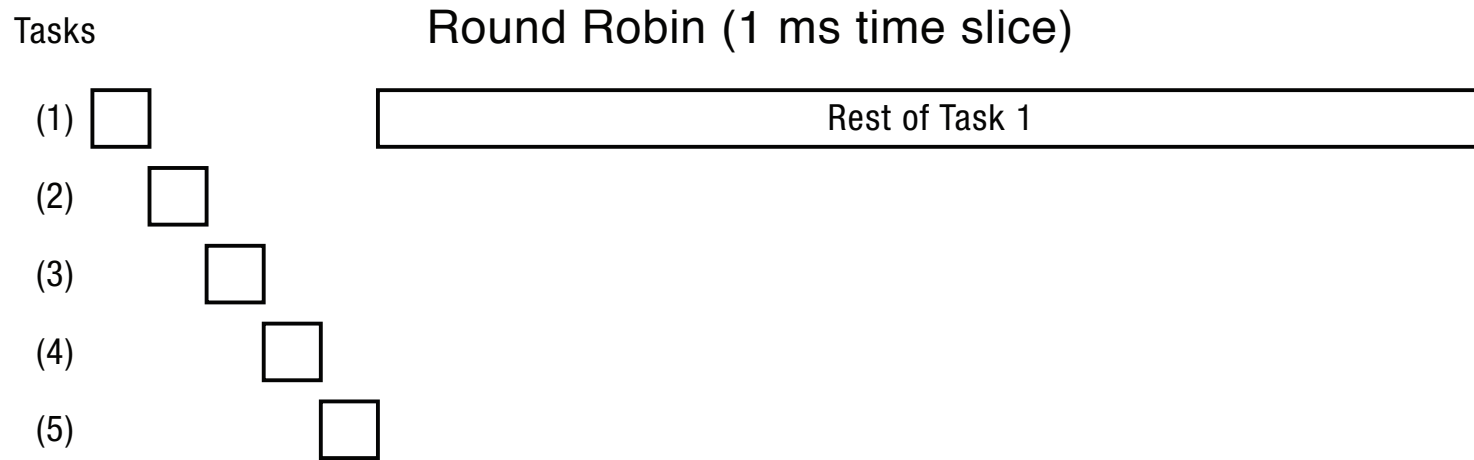 Tasks
Round Robin (1 ms time slice)
(1)
Rest of Task 1
(2)
(3)
(4)
(5)